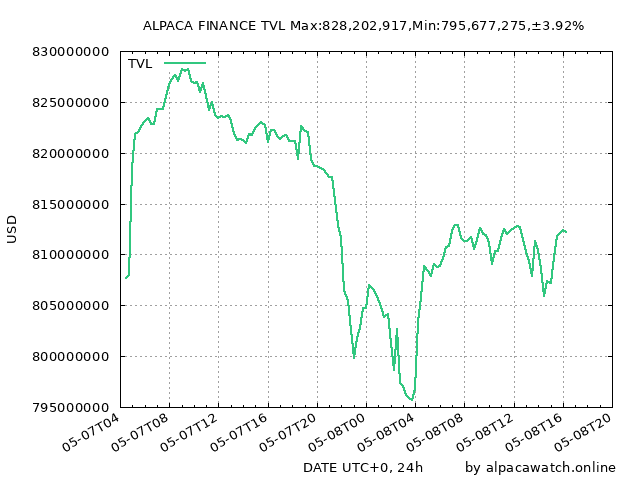 ALPACA FINANCE TVL Max:828,202,917,Min:795,677,275,±3.92%
TVL
830000000
825000000
820000000
815000000
810000000
805000000
800000000
795000000
USD
05-07T04 05-07T08 05-07T12 05-07T16 05-07T20 05-08T00 05-08T04 05-08T08 05-08T12 05-08T16 05-08T20
DATE UTC+0, 24h by alpacawatch.online